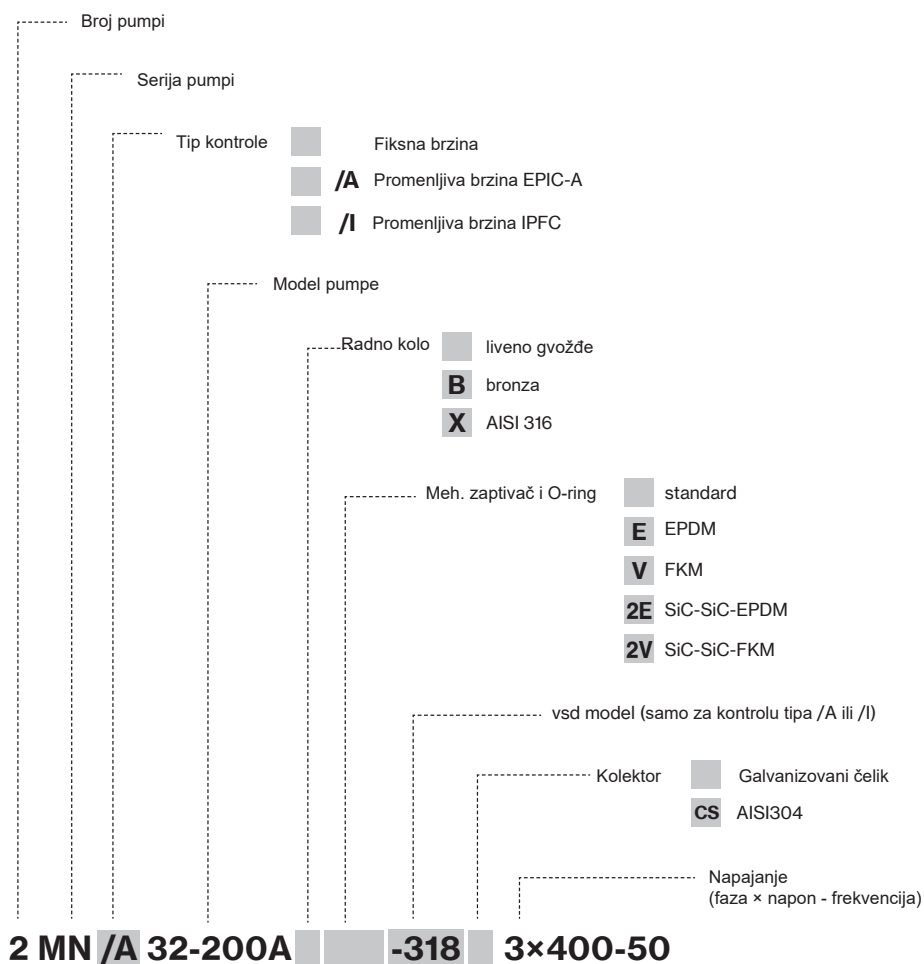 Broj pumpi
Serija pumpi
Tip kontrole Fiksna brzina
/A Promenljiva brzina EPIC-A
/I Promenljiva brzina IPFC
Model pumpe
Radno kolo liveno gvožđe
B bronza
X AISI 316
Meh. zaptivač i O-ring standard
E EPDM
V FKM
2E SiC-SiC-EPDM
2V SiC-SiC-FKM
vsd model (samo za kontrolu tipa /A ili /I)
Kolektor Galvanizovani čelik
CS AISI304
Napajanje
(faza × napon - frekvencija)
2 MN /A 32-200A -318 3×400-50